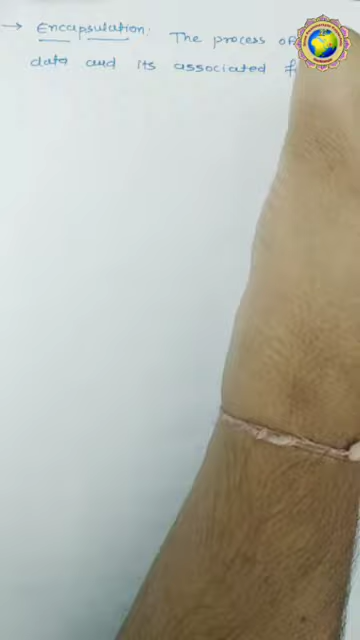 → Encapsulation: The process of
data and its associated f